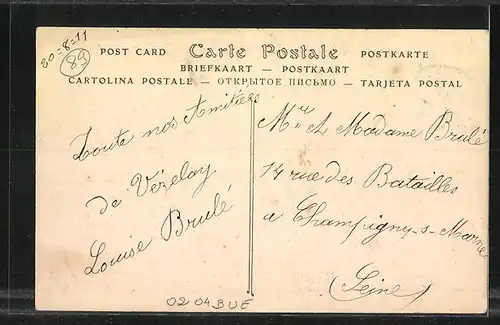 20-8-11
89
POST CARD Carte Postale POSTKARTE
BRIEFKAART — POSTKAART
CARTOLINA POSTALE — ОТКРЫТОЕ ПИСЬМО — TARJETA POSTAL
Toute nos Amitiés
de Vézelay
Louise Brulé
Mr et Madame Brulé
14 rue des Batailles
a Champigny-s-Marne
(Seine)
02 04 BUE